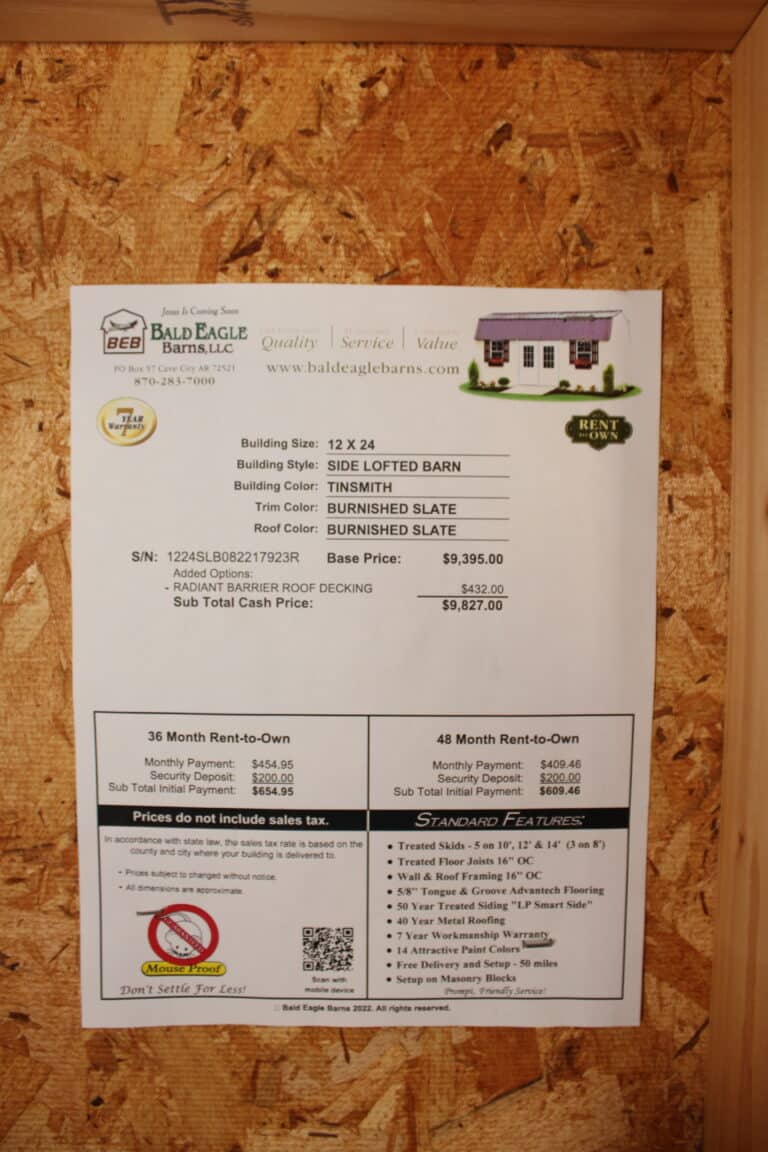 Jesus Is Coming Soon
BEB
BALD EAGLE
BARNS, LLC
PO Box 57 Cave City AR 72521
870-283-7000
Quality | Service | Value
www.baldeaglebarns.com
7 YEAR
Warranty
RENT
TO OWN
Building Size: 12 X 24
Building Style: SIDE LOFTED BARN
Building Color: TINSMITH
Trim Color: BURNISHED SLATE
Roof Color: BURNISHED SLATE
S/N: 1224SLB082217923R Base Price: $9,395.00
Added Options:
- RADIANT BARRIER ROOF DECKING $432.00
Sub Total Cash Price: $9,827.00
36 Month Rent-to-Own
Monthly Payment: $454.95
Security Deposit: $200.00
Sub Total Initial Payment: $654.95
48 Month Rent-to-Own
Monthly Payment: $409.46
Security Deposit: $200.00
Sub Total Initial Payment: $609.46
Prices do not include sales tax.
In accordance with state law, the sales tax rate is based on the
county and city where your building is delivered to.
- Prices subject to changed without notice.
- All dimensions are approximate.
GUARANTEED
Mouse Proof
Don't Settle For Less!
Scan with
mobile device
STANDARD FEATURES:
• Treated Skids - 5 on 10', 12' & 14' (3 on 8')
• Treated Floor Joists 16" OC
• Wall & Roof Framing 16" OC
• 5/8" Tongue & Groove Advantech Flooring
• 50 Year Treated Siding "LP Smart Side"
• 40 Year Metal Roofing
• 7 Year Workmanship Warranty
• 14 Attractive Paint Colors
• Free Delivery and Setup - 50 miles
• Setup on Masonry Blocks
Prompt, Friendly Service!
Bald Eagle Barns 2022. All rights reserved.